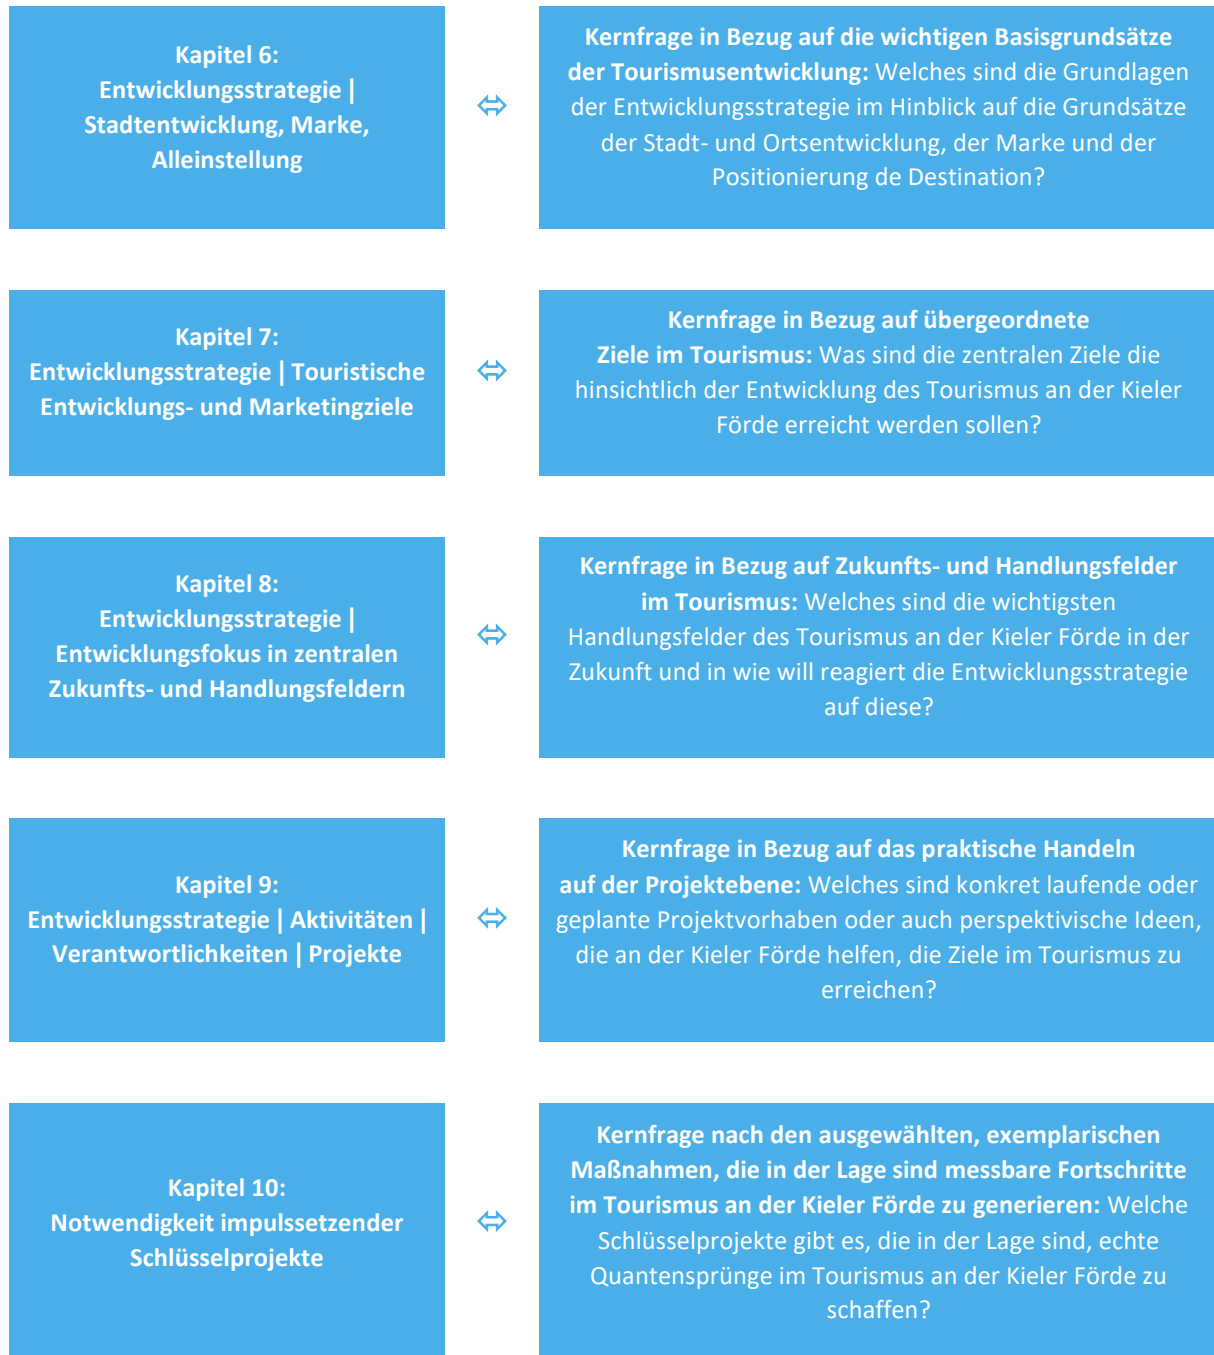 Kapitel 6:
Entwicklungsstrategie |
Stadtentwicklung, Marke,
Alleinstellung
⬄
Kernfrage in Bezug auf die wichtigen Basisgrundsätze
der Tourismusentwicklung: Welches sind die Grundlagen
der Entwicklungsstrategie im Hinblick auf die Grundsätze
der Stadt- und Ortsentwicklung, der Marke und der
Positionierung de Destination?
Kapitel 7:
Entwicklungsstrategie | Touristische
Entwicklungs- und Marketingziele
⬄
Kernfrage in Bezug auf übergeordnete
Ziele im Tourismus: Was sind die zentralen Ziele die
hinsichtlich der Entwicklung des Tourismus an der Kieler
Förde erreicht werden sollen?
Kapitel 8:
Entwicklungsstrategie |
Entwicklungsfokus in zentralen
Zukunfts- und Handlungsfeldern
⬄
Kernfrage in Bezug auf Zukunfts- und Handlungsfelder
im Tourismus: Welches sind die wichtigsten
Handlungsfelder des Tourismus an der Kieler Förde in der
Zukunft und in wie will reagiert die Entwicklungsstrategie
auf diese?
Kapitel 9:
Entwicklungsstrategie | Aktivitäten |
Verantwortlichkeiten | Projekte
⬄
Kernfrage in Bezug auf das praktische Handeln
auf der Projektebene: Welches sind konkret laufende oder
geplante Projektvorhaben oder auch perspektivische Ideen,
die an der Kieler Förde helfen, die Ziele im Tourismus zu
erreichen?
Kapitel 10:
Notwendigkeit impulssetzender
Schlüsselprojekte
⬄
Kernfrage nach den ausgewählten, exemplarischen
Maßnahmen, die in der Lage sind messbare Fortschritte
im Tourismus an der Kieler Förde zu generieren: Welche
Schlüsselprojekte gibt es, die in der Lage sind, echte
Quantensprünge im Tourismus an der Kieler Förde zu
schaffen?